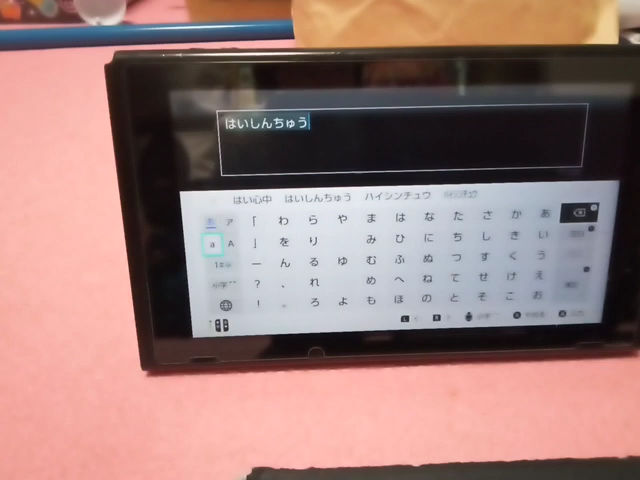 はいしんちゅう
はい心中 はいしんちゅう ハイシンチュウ
あ ア 「 わ ら や ま は な た さ か あ
a A 」 を り み ひ に ち し き い
ー ん る ゆ む ふ ぬ つ す く う
? 、 れ め へ ね て せ け え
! 。 ろ よ も ほ の と そ こ お
L R